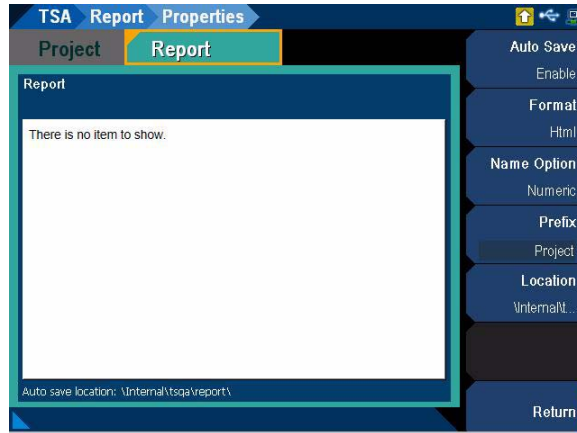 TSA Report Properties
Project Report
Report
There is no item to show.
Auto save location: \Internal\tsqa\report\
Auto Save
Enable
Format
Html
Name Option
Numeric
Prefix
Project
Location
\Internal\t...
Return